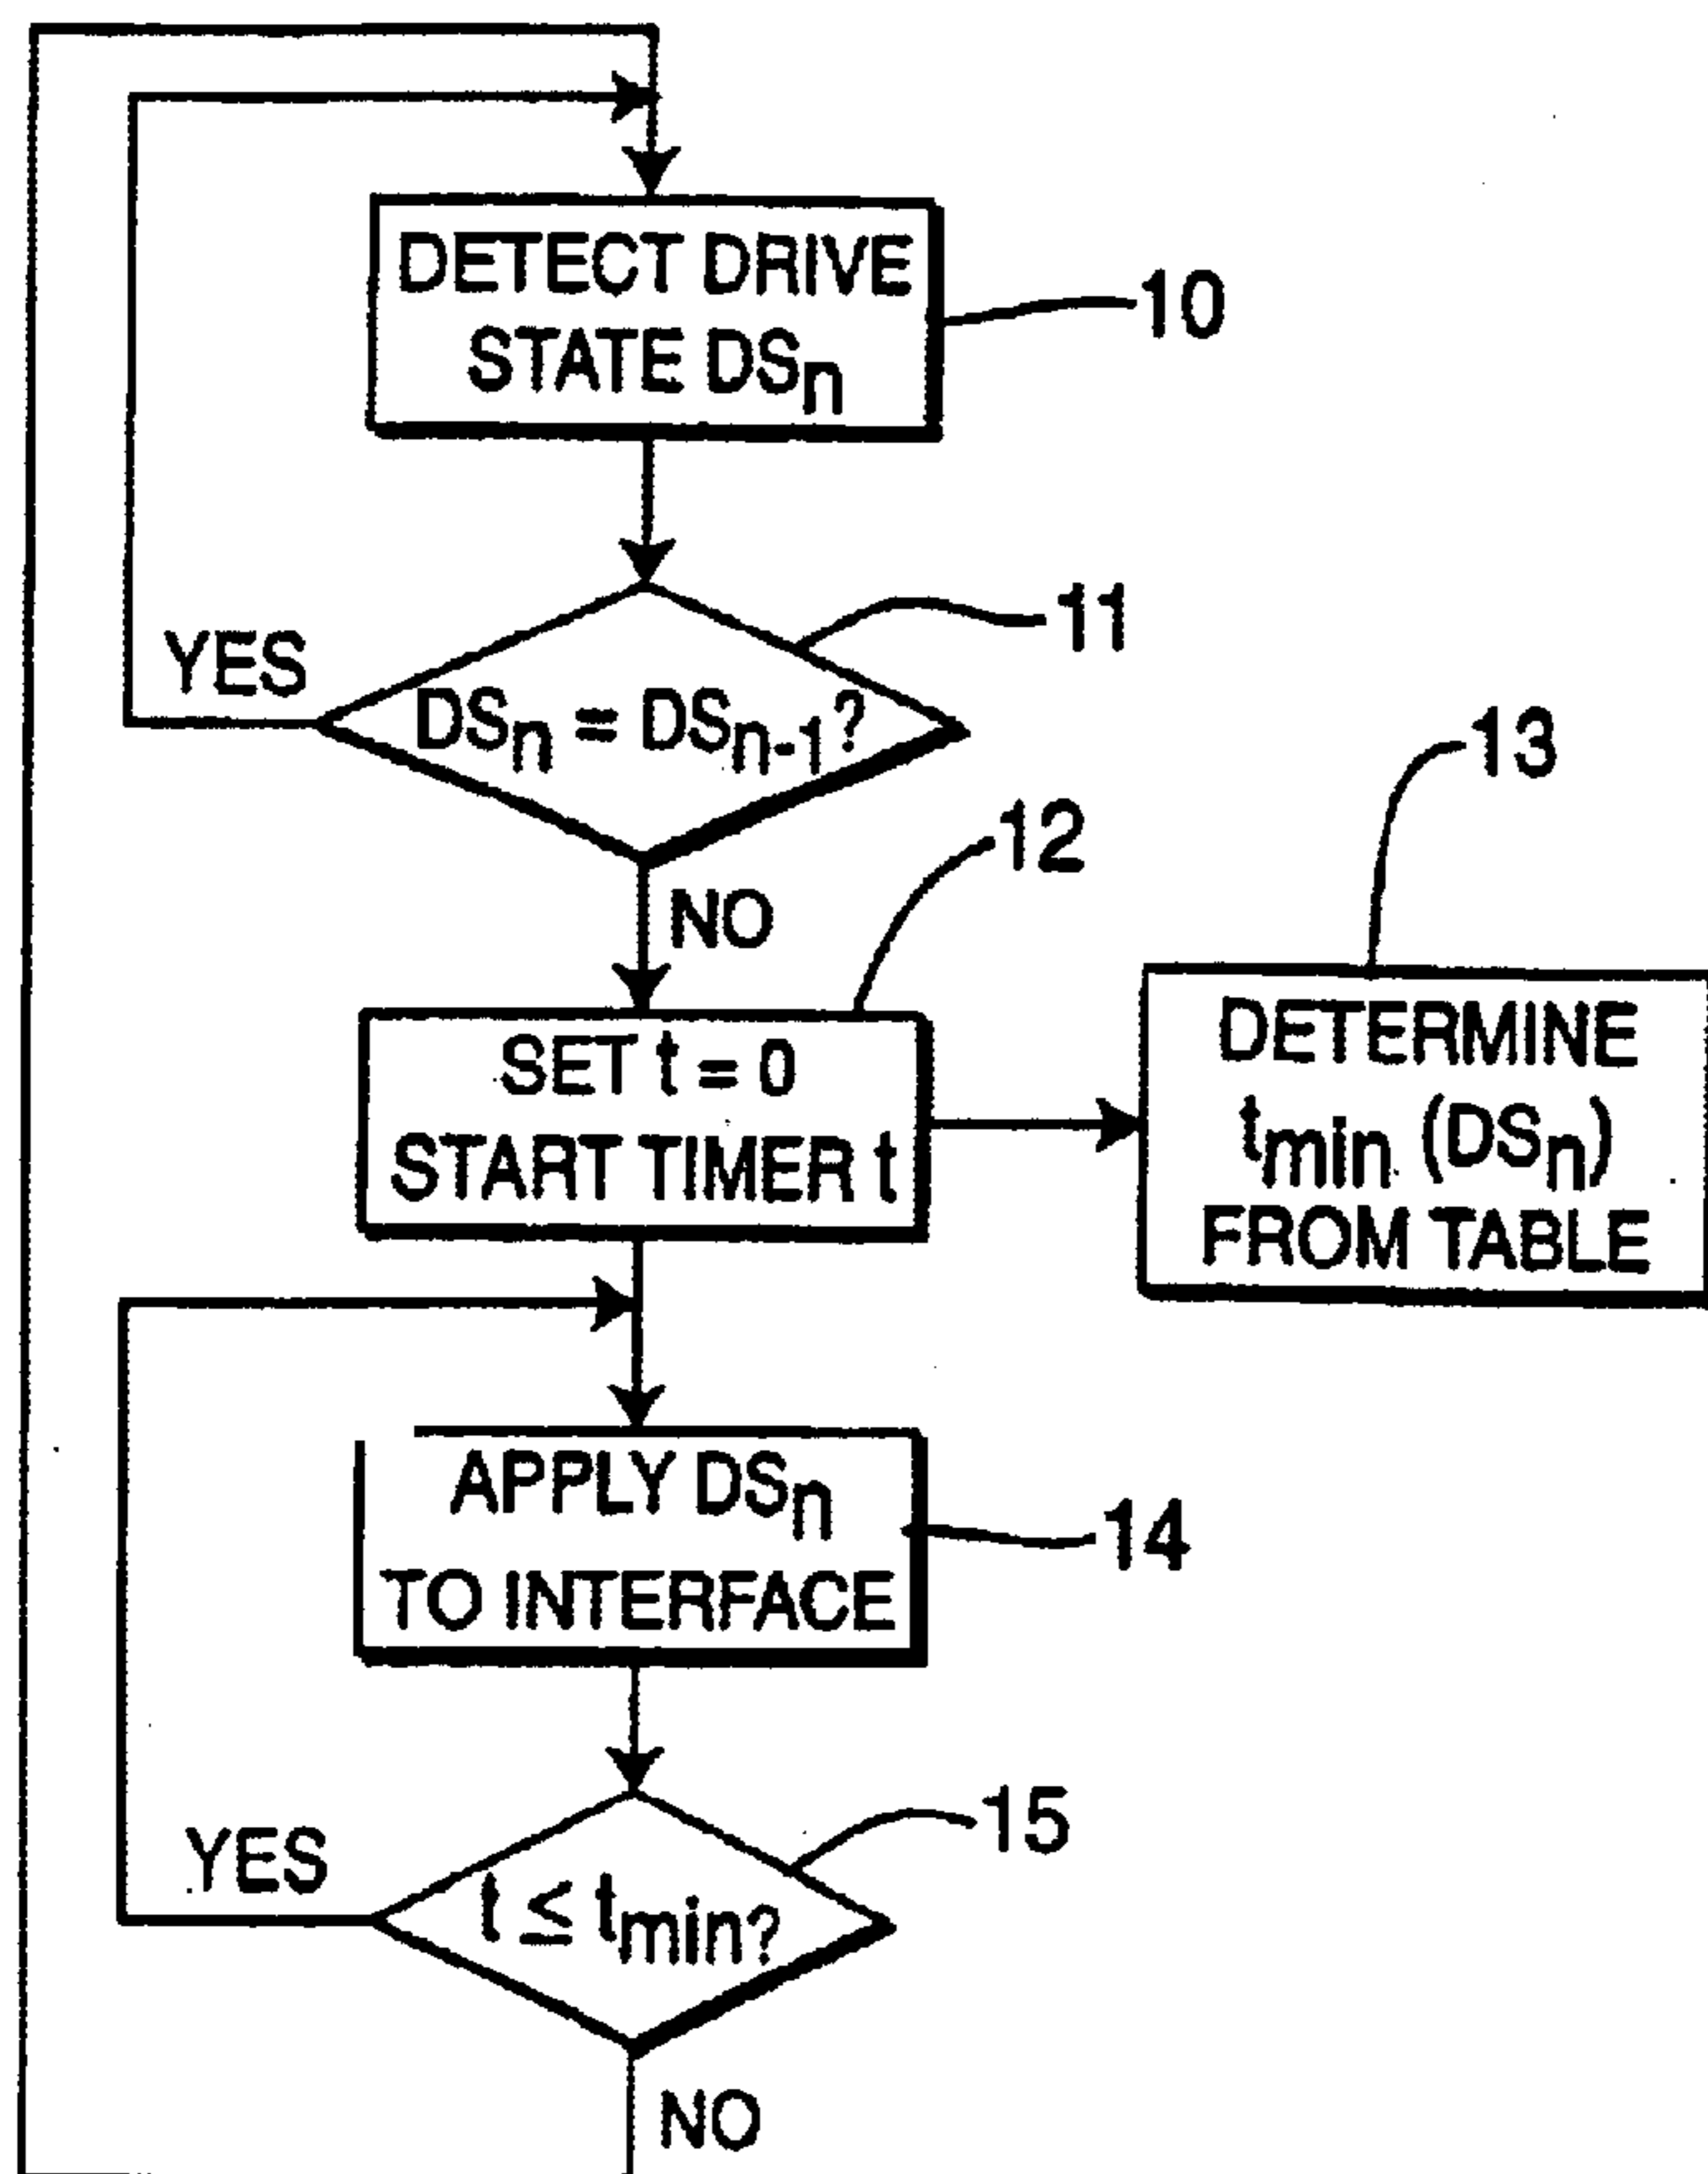 DETECT DRIVE
STATE DSn
10
YES
DSn = DSn-1?
11
NO
12
SET t = 0
START TIMER t
13
DETERMINE
tmin (DSn)
FROM TABLE
APPLY DSn
TO INTERFACE
14
YES
t ≤ tmin?
15
NO